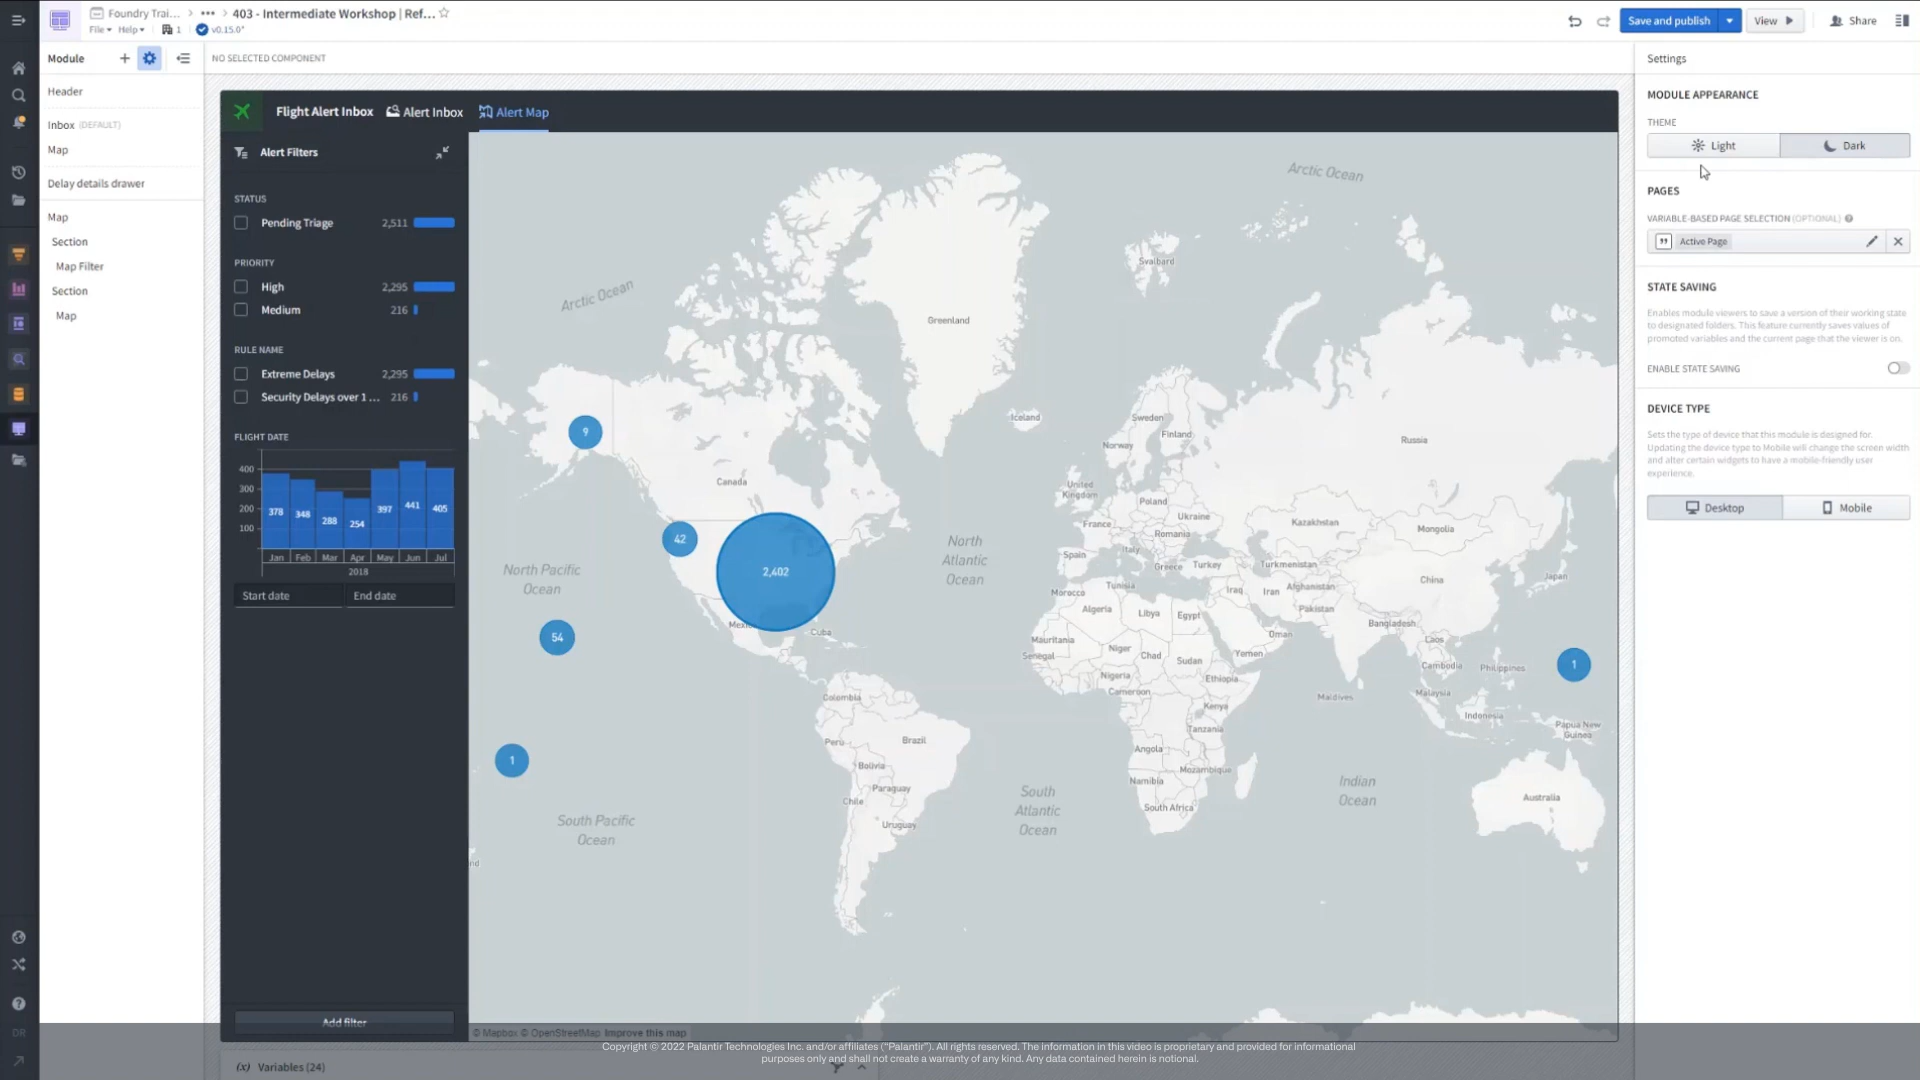 Foundry Trai... > ••• > 403 - Intermediate Workshop | Ref...
File Help 1 v0.15.0*
Save and publish
View
Share
Module
NO SELECTED COMPONENT
Settings
Header
Inbox (DEFAULT)
Map
Delay details drawer
Map
Section
Map Filter
Section
Map
DR
Flight Alert Inbox
Alert Inbox
Alert Map
Alert Filters
STATUS
Pending Triage 2,511
PRIORITY
High 2,295
Medium 216
RULE NAME
Extreme Delays 2,295
Security Delays over 1 ... 216
FLIGHT DATE
400
300
200
100
378 348 288 254 397 441 405
Jan Feb Mar Apr May Jun Jul
2018
Start date End date
Add filter
Arctic Ocean
Arctic Ocean
Svalbard
Greenland
Iceland
Sweden
Finland
Norway
Russia
9
Canada
United
Kingdom
Poland
Ukraine
France
Romania
Kazakhstan
Mongolia
42
2,402
North
Atlantic
Ocean
Spain
Italy
Greece
Turkey
Turkmenistan
China
Japan
North Pacific
Ocean
Morocco
Tunisia
Iraq
Iran
Afghanistan
Pakistan
Algeria
Libya
Egypt
Bangladesh
54
Mexi
Cuba
Mauritania
Oman
Laos
Senegal
Niger
Chad
Sudan
Yemen
Cambodia
Philippines
1
Nigeria
Ethiopia
Cameroon
Maldives
Malaysia
Colombia
Kenya
Indonesia
Papua New
Guinea
Tanzania
Peru
Brazil
Angola
1
Bolivia
Mozambique
Namibia
Paraguay
South
Atlantic
Ocean
Indian
Ocean
Chile
South Africa
Australia
South Pacific
Ocean
Uruguay
nd
© Mapbox © OpenStreetMap Improve this map
MODULE APPEARANCE
THEME
Light Dark
PAGES
VARIABLE-BASED PAGE SELECTION (OPTIONAL)
Active Page
STATE SAVING
Enables module viewers to save a version of their working state
to designated folders. This feature currently saves values of
promoted variables and the current page that the viewer is on.
ENABLE STATE SAVING
DEVICE TYPE
Sets the type of device that this module is designed for.
Updating the device type to Mobile will change the screen width
and alter certain widgets to have a mobile-friendly user
experience.
Desktop Mobile
Copyright © 2022 Palantir Technologies Inc. and/or affiliates (“Palantir”). All rights reserved. The information in this video is proprietary and provided for informational
purposes only and shall not create a warranty of any kind. Any data contained herein is notional.
(x) Variables (24)